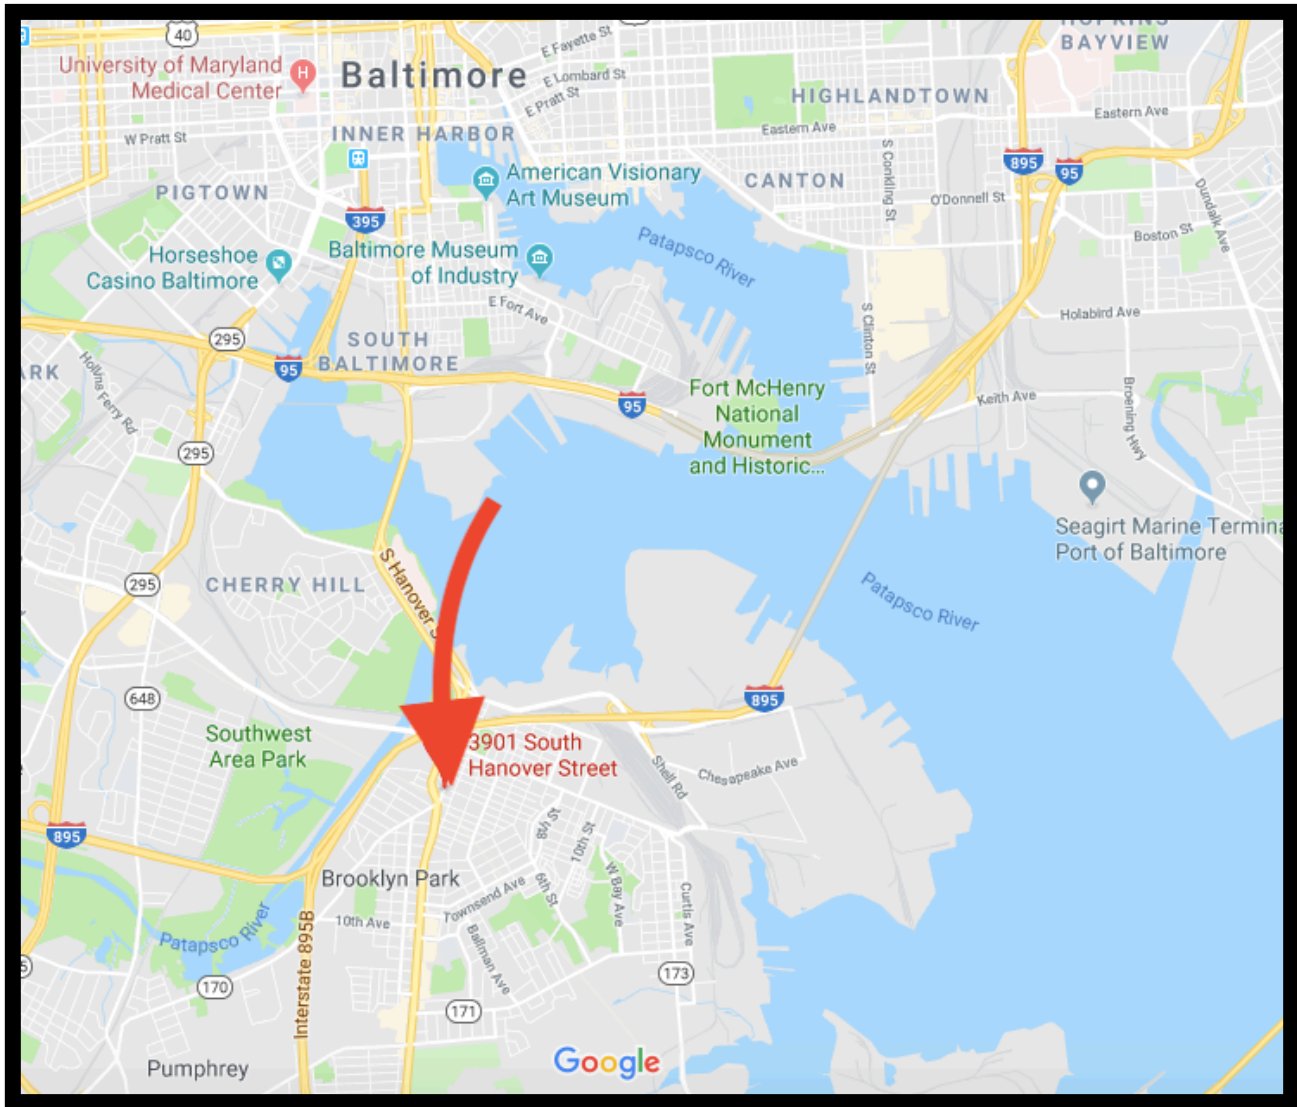 40
HOPKINS
BAYVIEW
E Fayette St
University of Maryland
Medical Center
H
Baltimore
E Lombard St
E Pratt St
HIGHLANDTOWN
Eastern Ave
Eastern Ave
W Pratt St
INNER HARBOR
S Conkling St
895
95
American Visionary
Art Museum
CANTON
PIGTOWN
O'Donnell St
Dundalk Ave
395
Boston St
Patapsco River
Horseshoe
Casino Baltimore
Baltimore Museum
of Industry
E Fort Ave
S Clinton St
Holabird Ave
295
SOUTH
BALTIMORE
95
ARK
Hollins Ferry Rd
95
Fort McHenry
National
Monument
and Historic...
Keith Ave
Broening Hwy
295
Seagirt Marine Termina
Port of Baltimore
295
CHERRY HILL
S Hanover S
Patapsco River
648
895
Southwest
Area Park
3901 South
Hanover Street
Shell Rd
Chesapeake Ave
895
8th St
10th St
Brooklyn Park
Townsend Ave
6th St
W Bay Ave
Curtis Ave
10th Ave
Patapsco River
Interstate 895B
Ballman Ave
5
170
173
171
Google
Pumphrey